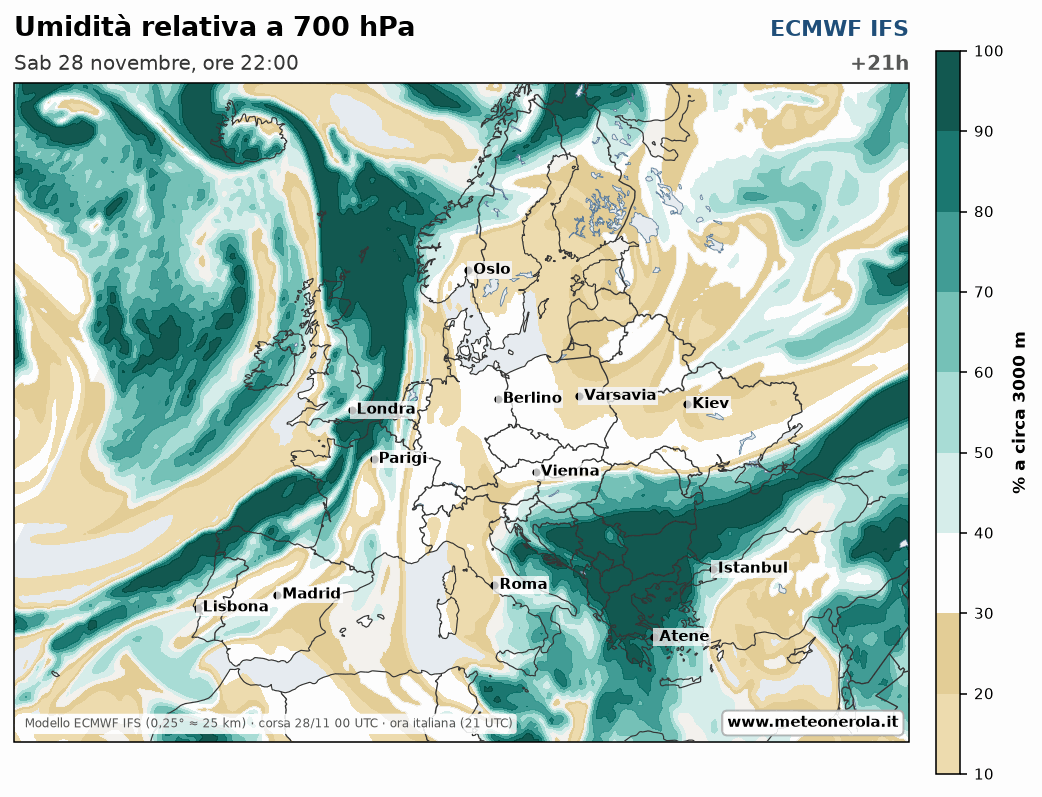 Umidità relativa a 700 hPa
ECMWF IFS
Sab 28 novembre, ore 22:00
+21h
100
90
80
70
60
50
40
30
20
10
% a circa 3000 m
Oslo
Berlino
Varsavia
Kiev
Londra
Parigi
Vienna
Istanbul
Roma
Madrid
Lisbona
Atene
Modello ECMWF IFS (0,25° ≈ 25 km) · corsa 28/11 00 UTC · ora italiana (21 UTC)
www.meteonerola.it